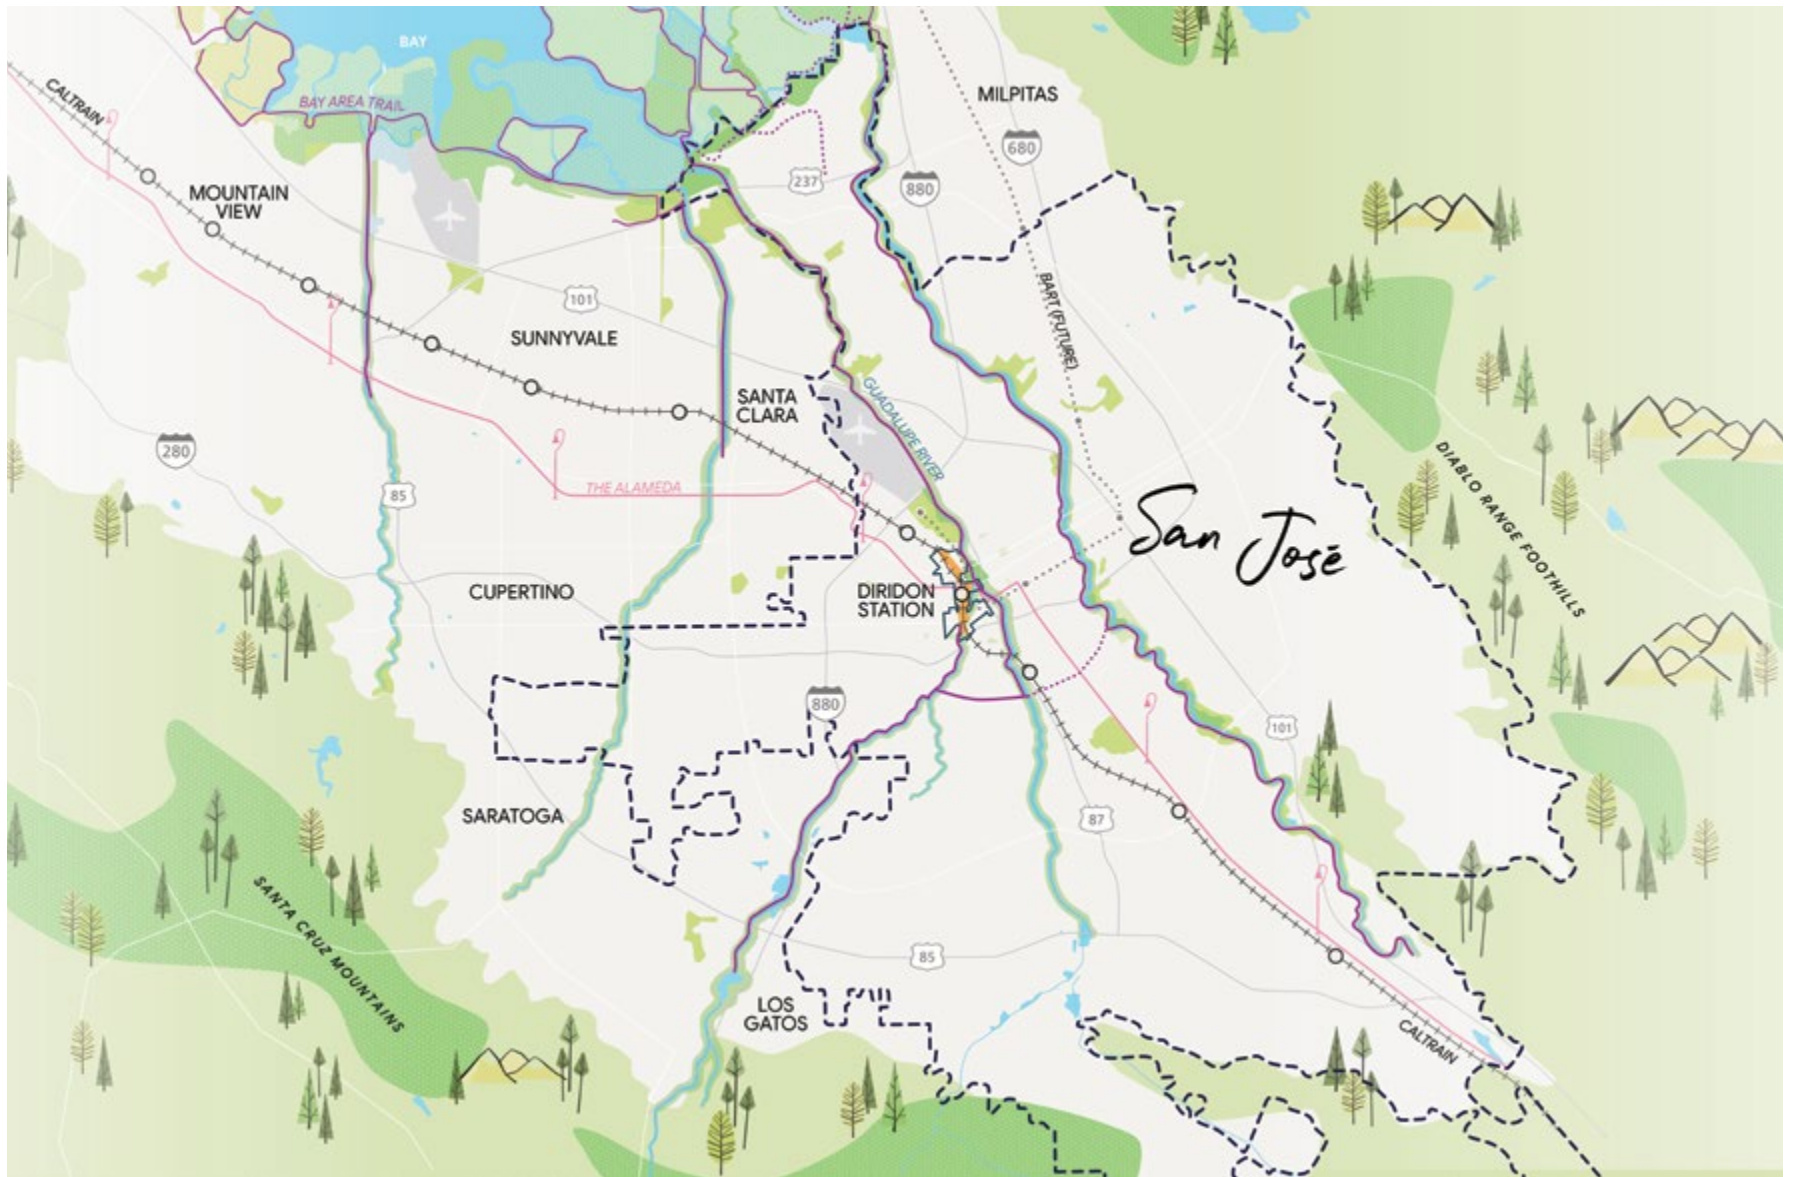 BAY
MILPITAS
CALTRAIN
BAY AREA TRAIL
680
237
880
MOUNTAIN
VIEW
101
BART (FUTURE)
SUNNYVALE
SANTA
CLARA
GUADALUPE RIVER
280
85
THE ALAMEDA
San José
DIABLO RANGE FOOTHILLS
CUPERTINO
DIRIDON
STATION
880
101
SARATOGA
87
SANTA CRUZ MOUNTAINS
85
LOS
GATOS
CALTRAIN